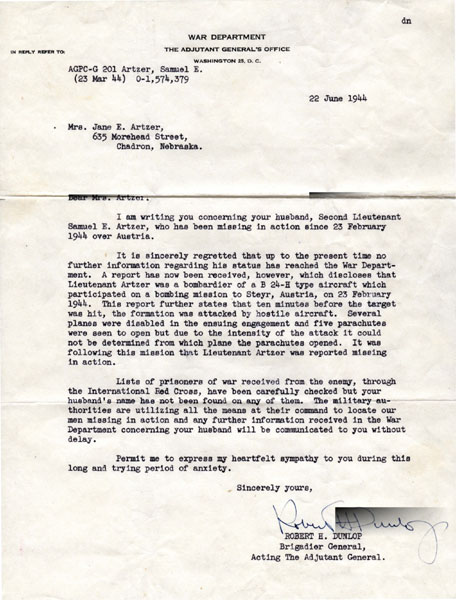 dn
WAR DEPARTMENT
THE ADJUTANT GENERAL'S OFFICE
WASHINGTON 25, D. C.
IN REPLY REFER TO:
AGPC-G 201 Artzer, Samuel E.
(23 Mar 44) 0-1,574,379
22 June 1944
Mrs. Jane E. Artzer,
635 Morehead Street,
Chadron, Nebraska.
Dear Mrs. Artzer:
I am writing you concerning your husband, Second Lieutenant
Samuel E. Artzer, who has been missing in action since 23 February
1944 over Austria.
It is sincerely regretted that up to the present time no
further information regarding his status has reached the War Depart-
ment. A report has now been received, however, which discloses that
Lieutenant Artzer was a bombardier of a B 24-H type aircraft which
participated on a bombing mission to Steyr, Austria, on 23 February
1944. This report further states that ten minutes before the target
was hit, the formation was attacked by hostile aircraft. Several
planes were disabled in the ensuing engagement and five parachutes
were seen to open but due to the intensity of the attack it could
not be determined from which plane the parachutes opened. It was
following this mission that Lieutenant Artzer was reported missing
in action.
Lists of prisoners of war received from the enemy, through
the International Red Cross, have been carefully checked but your
husband's name has not been found on any of them. The military au-
thorities are utilizing all the means at their command to locate our
men missing in action and any further information received in the War
Department concerning your husband will be communicated to you without
delay.
Permit me to express my heartfelt sympathy to you during this
long and trying period of anxiety.
Sincerely yours,
Robert H Dunlop
ROBERT H. DUNLOP
Brigadier General,
Acting The Adjutant General.